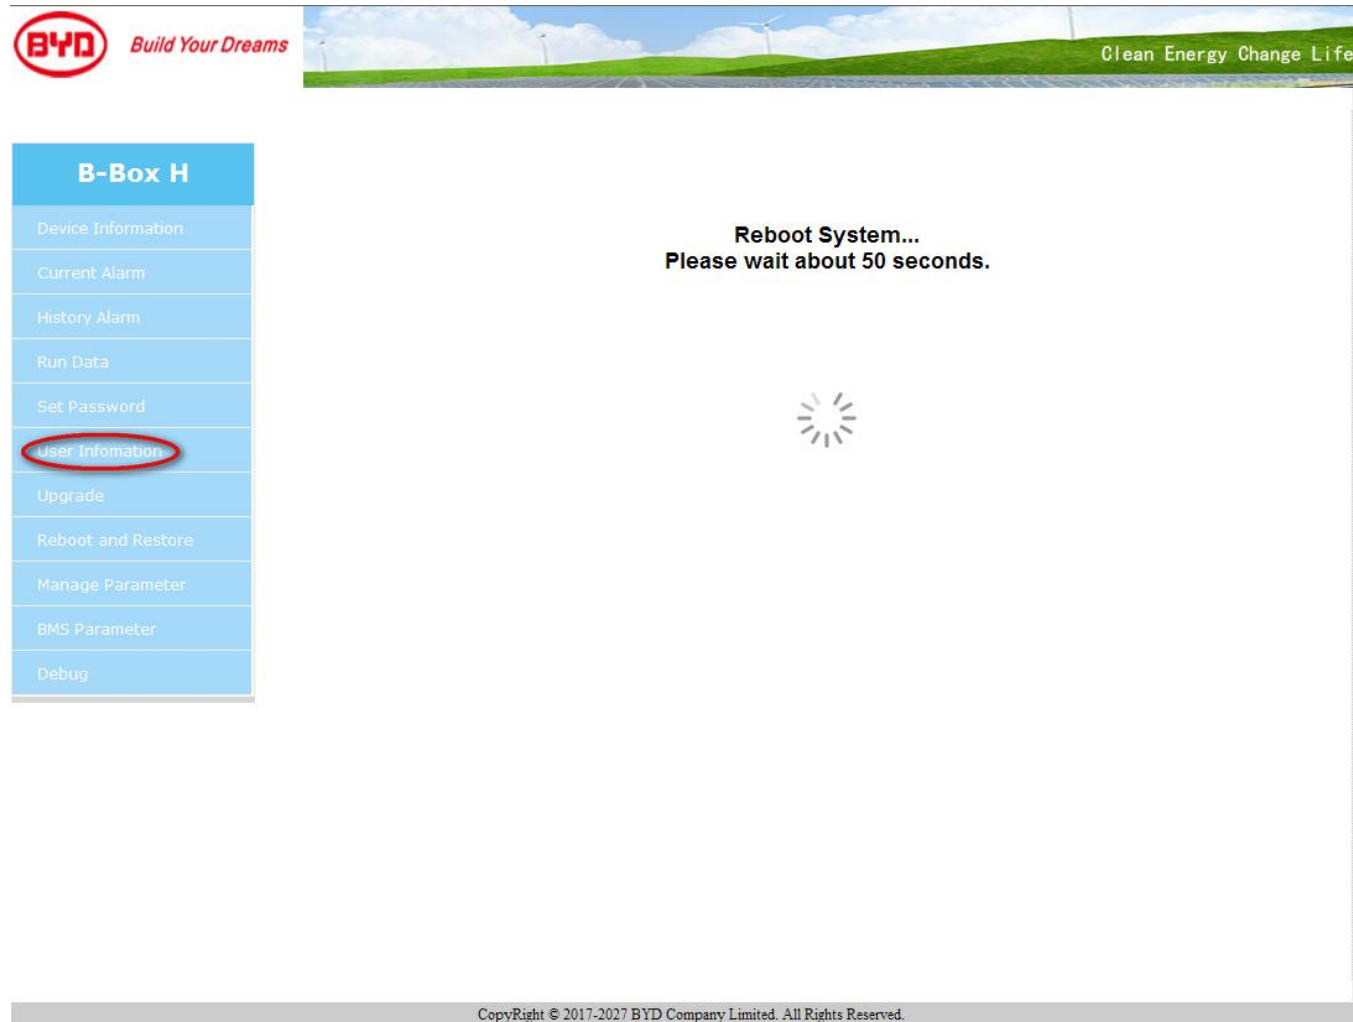 BYD Build Your Dreams
Clean Energy Change Life
B-Box H
Device Information
Current Alarm
History Alarm
Run Data
Set Password
User Infomation
Upgrade
Reboot and Restore
Manage Parameter
BMS Parameter
Debug
Reboot System...
Please wait about 50 seconds.
CopyRight © 2017-2027 BYD Company Limited. All Rights Reserved.